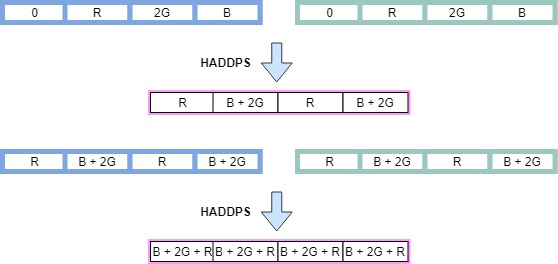 0 R 2G B 0 R 2G B
HADDPS
R B + 2G R B + 2G
R B + 2G R B + 2G R B + 2G R B + 2G
HADDPS
B + 2G + R B + 2G + R B + 2G + R B + 2G + R